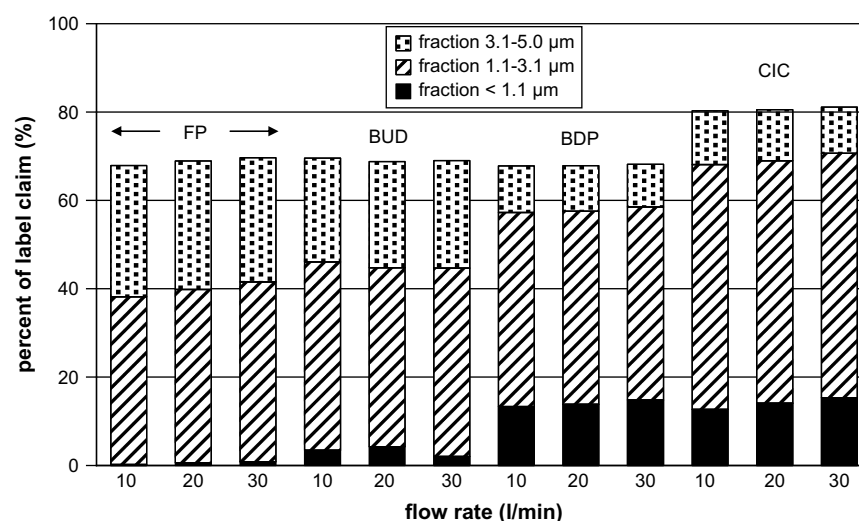 100
80
60
40
20
0
percent of label claim (%)
fraction 3.1-5.0 µm
fraction 1.1-3.1 µm
fraction < 1.1 µm
FP
BUD
BDP
CIC
10 20 30 10 20 30 10 20 30 10 20 30
flow rate (l/min)